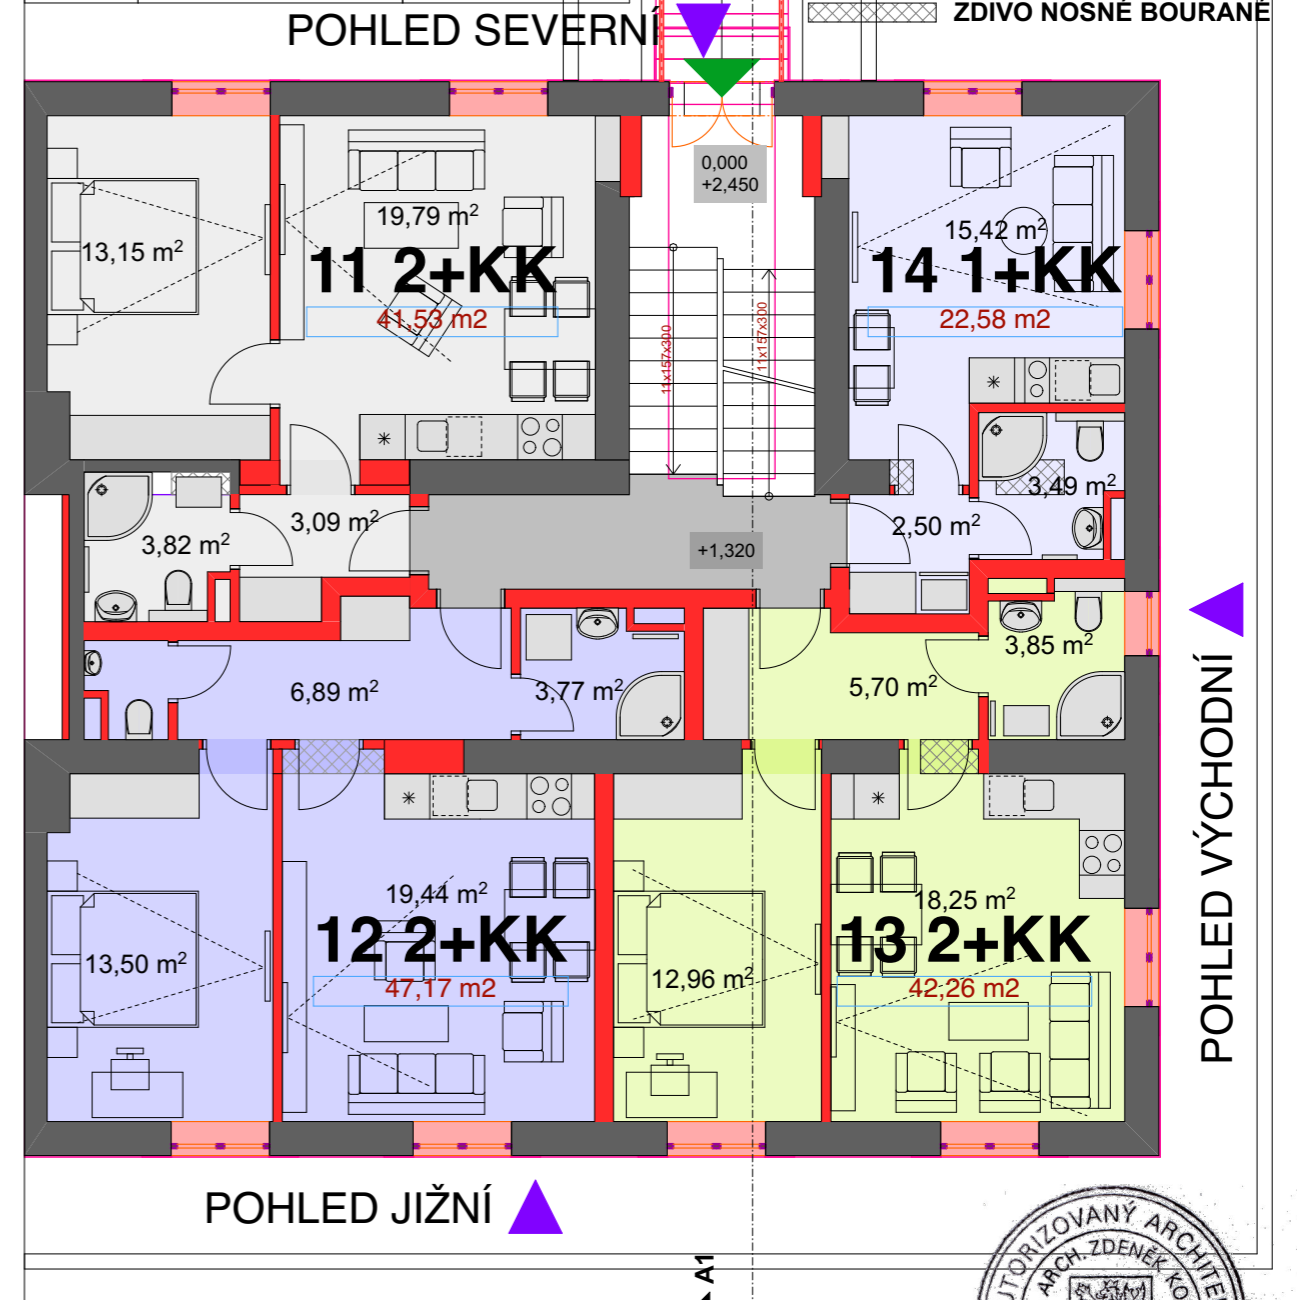 POHLED SEVERNÍ
ZDIVO NOSNÉ BOURANÉ
0,000
+2,450
13,15 m²
19,79 m²
11 2+KK
41,53 m2
15,42 m²
14 1+KK
22,58 m2
11x157x300
11x157x300
3,82 m²
3,09 m²
+1,320
2,50 m²
3,49 m²
6,89 m²
3,77 m²
5,70 m²
3,85 m²
POHLED VÝCHODNÍ
13,50 m²
19,44 m²
12 2+KK
47,17 m2
12,96 m²
18,25 m²
13 2+KK
42,26 m2
POHLED JIŽNÍ
A1
ARCH. ZDENĚK